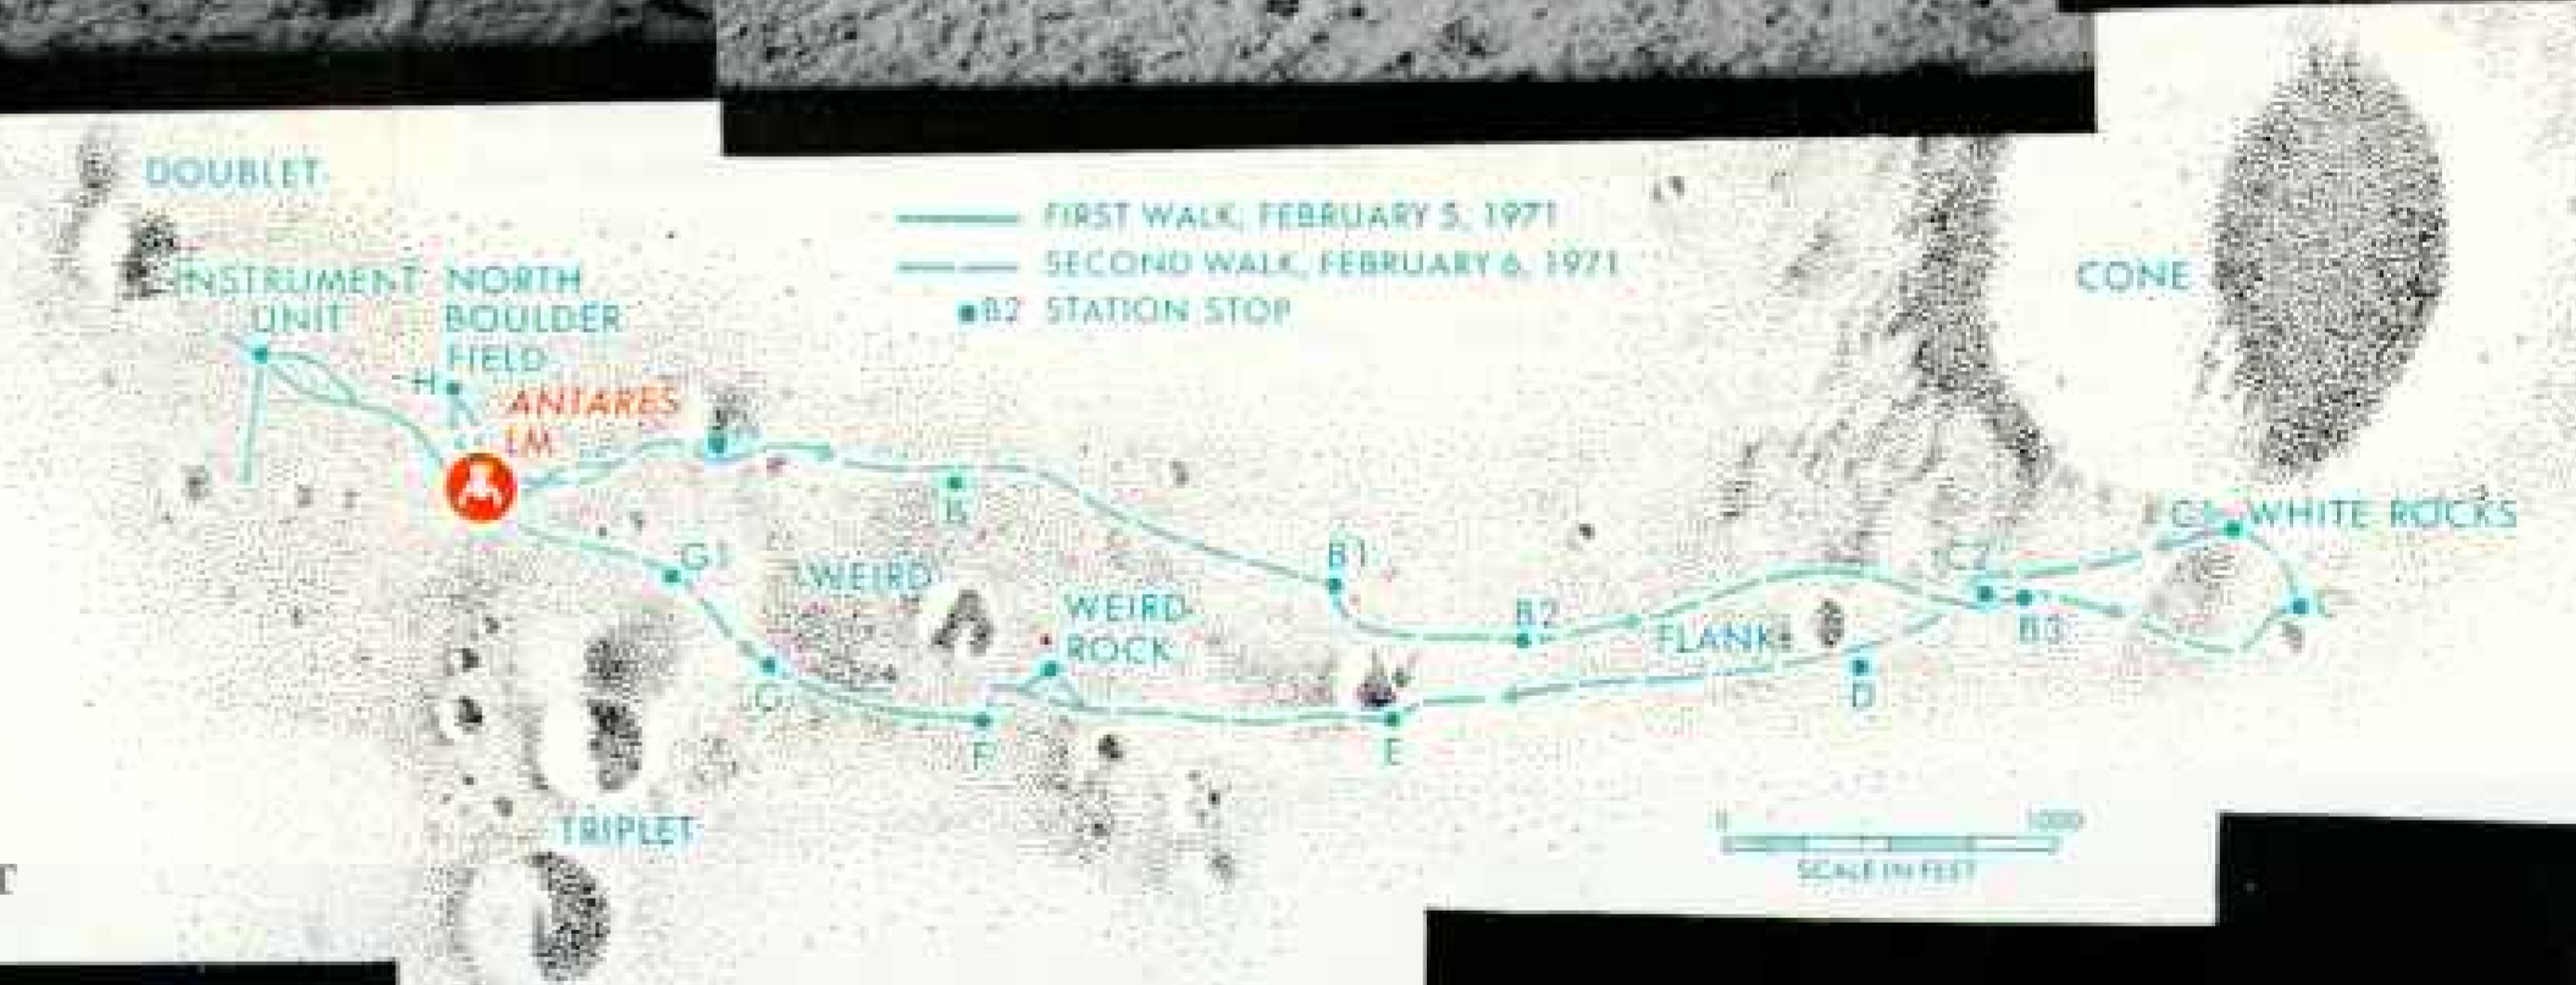 DOUBLET
FIRST WALK, FEBRUARY 5, 1971
SECOND WALK, FEBRUARY 6, 1971
B2 STATION STOP
CONE
INSTRUMENT
UNIT
NORTH
BOULDER
FIELD
H
ANTARES
LM
B
B1
B2
C2
B3
C1
WHITE ROCKS
G1
WEIRD
WEIRD
ROCK
FLANK
D
G
F
E
TRIPLET
0 1000
SCALE IN FEET
T